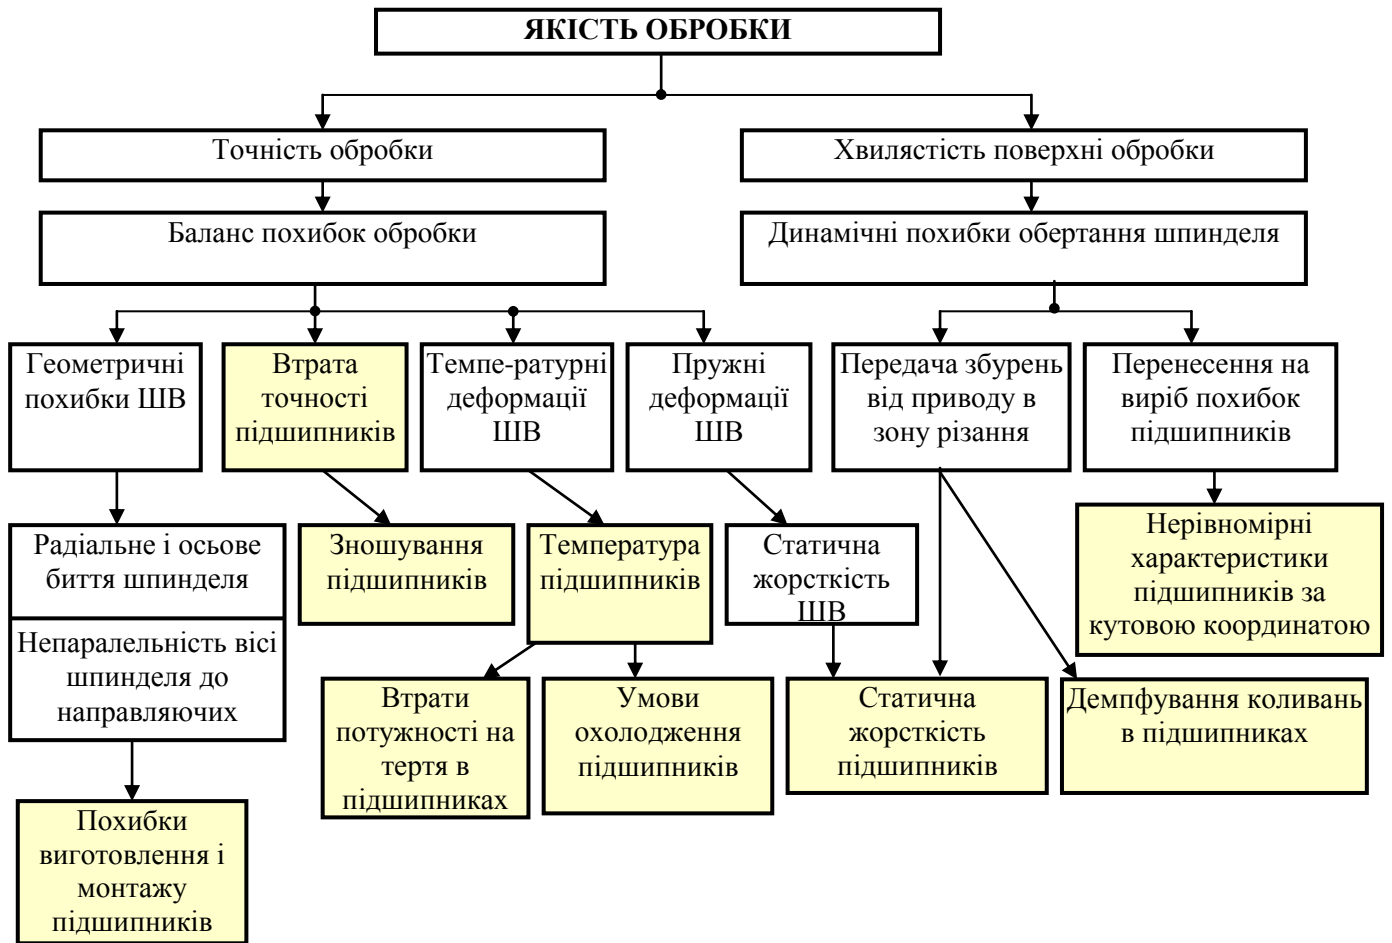 ЯКІСТЬ ОБРОБКИ
Точність обробки
Хвилястість поверхні обробки
Баланс похибок обробки
Динамічні похибки обертання шпинделя
Геометричні
похибки ШВ
Втрата
точності
підшипників
Темпе-ратурні
деформації
ШВ
Пружні
деформації
ШВ
Передача збурень
від приводу в
зону різання
Перенесення на
виріб похибок
підшипників
Радіальне і осьове
биття шпинделя
Непаралельність вісі
шпинделя до
направляючих
Зношування
підшипників
Температура
підшипників
Статична
жорсткість
ШВ
Нерівномірні
характеристики
підшипників за
кутовою координатою
Втрати
потужності на
тертя в
підшипниках
Умови
охолодження
підшипників
Статична
жорсткість
підшипників
Демпфування коливань
в підшипниках
Похибки
виготовлення і
монтажу
підшипників